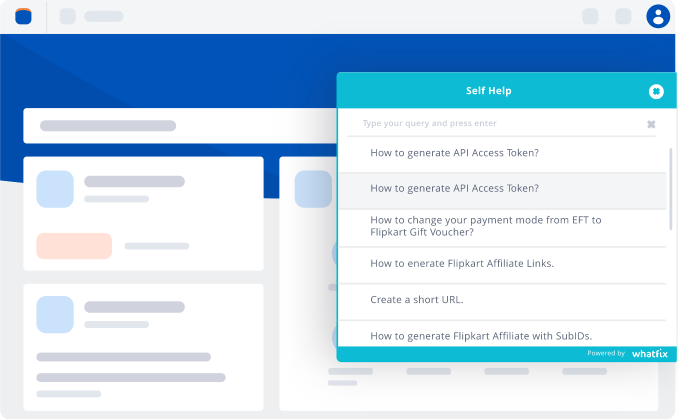 Self Help
Type your query and press enter
How to generate API Access Token?
How to generate API Access Token?
How to change your payment mode from EFT to
Flipkart Gift Voucher?
How to enerate Flipkart Affiliate Links.
Create a short URL.
How to generate Flipkart Affiliate with SubIDs.
Powered by whatfix